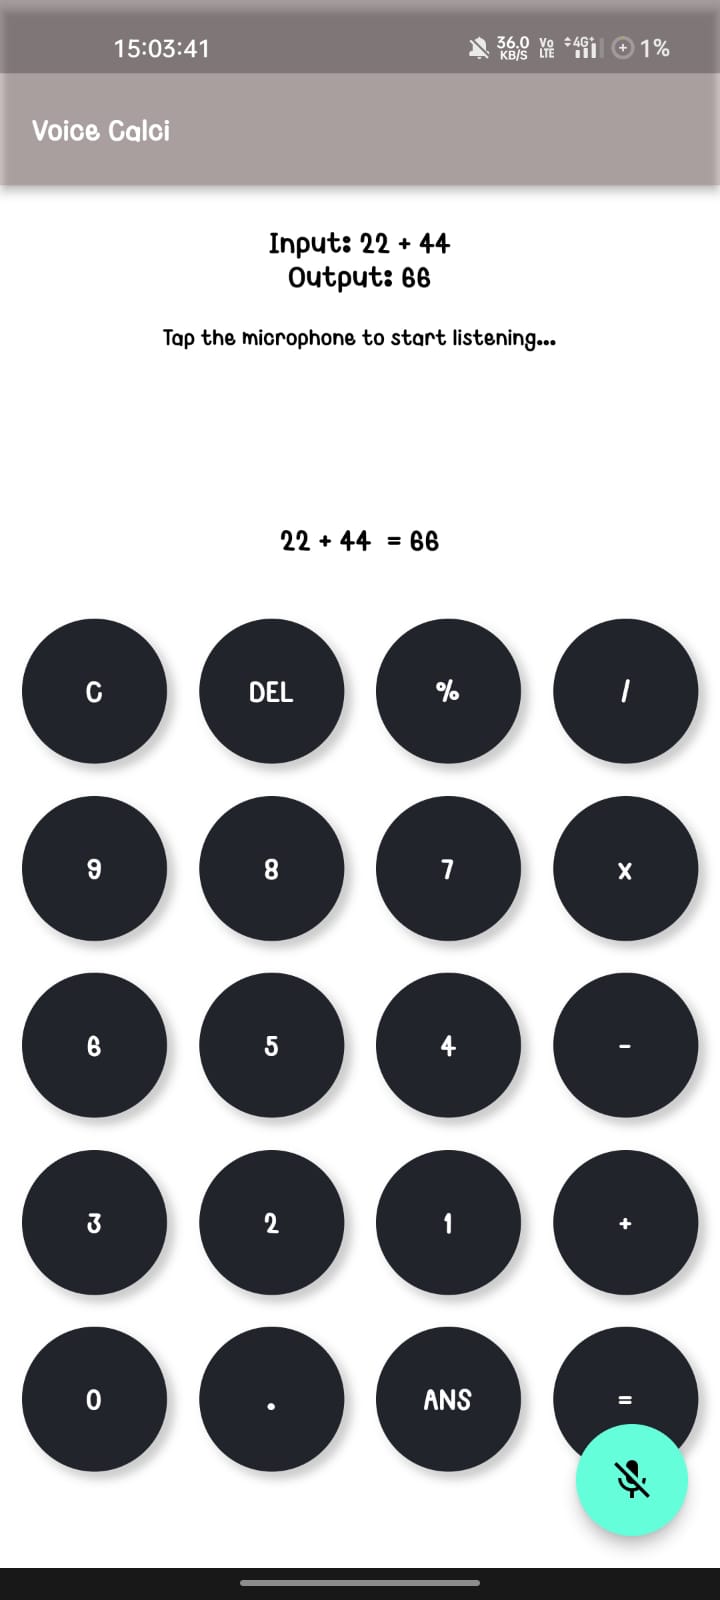 15:03:41 36.0 KB/S Vo LTE 4G+ 1%
Voice Calci
Input: 22 + 44
Output: 66
Tap the microphone to start listening...
22 + 44 = 66
C DEL % /
9 8 7 x
6 5 4 -
3 2 1 +
0 . ANS =